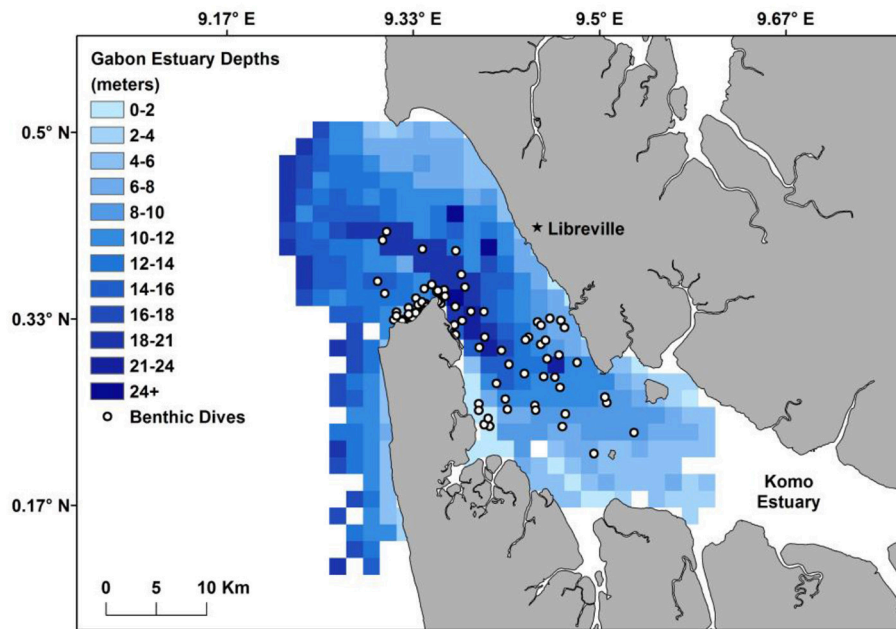 9.17° E
9.33° E
9.5° E
9.67° E
Gabon Estuary Depths
(meters)
0-2
2-4
4-6
6-8
8-10
10-12
12-14
14-16
16-18
18-21
21-24
24+
Benthic Dives
0.5° N
0.33° N
0.17° N
Libreville
Komo
Estuary
0 5 10 Km